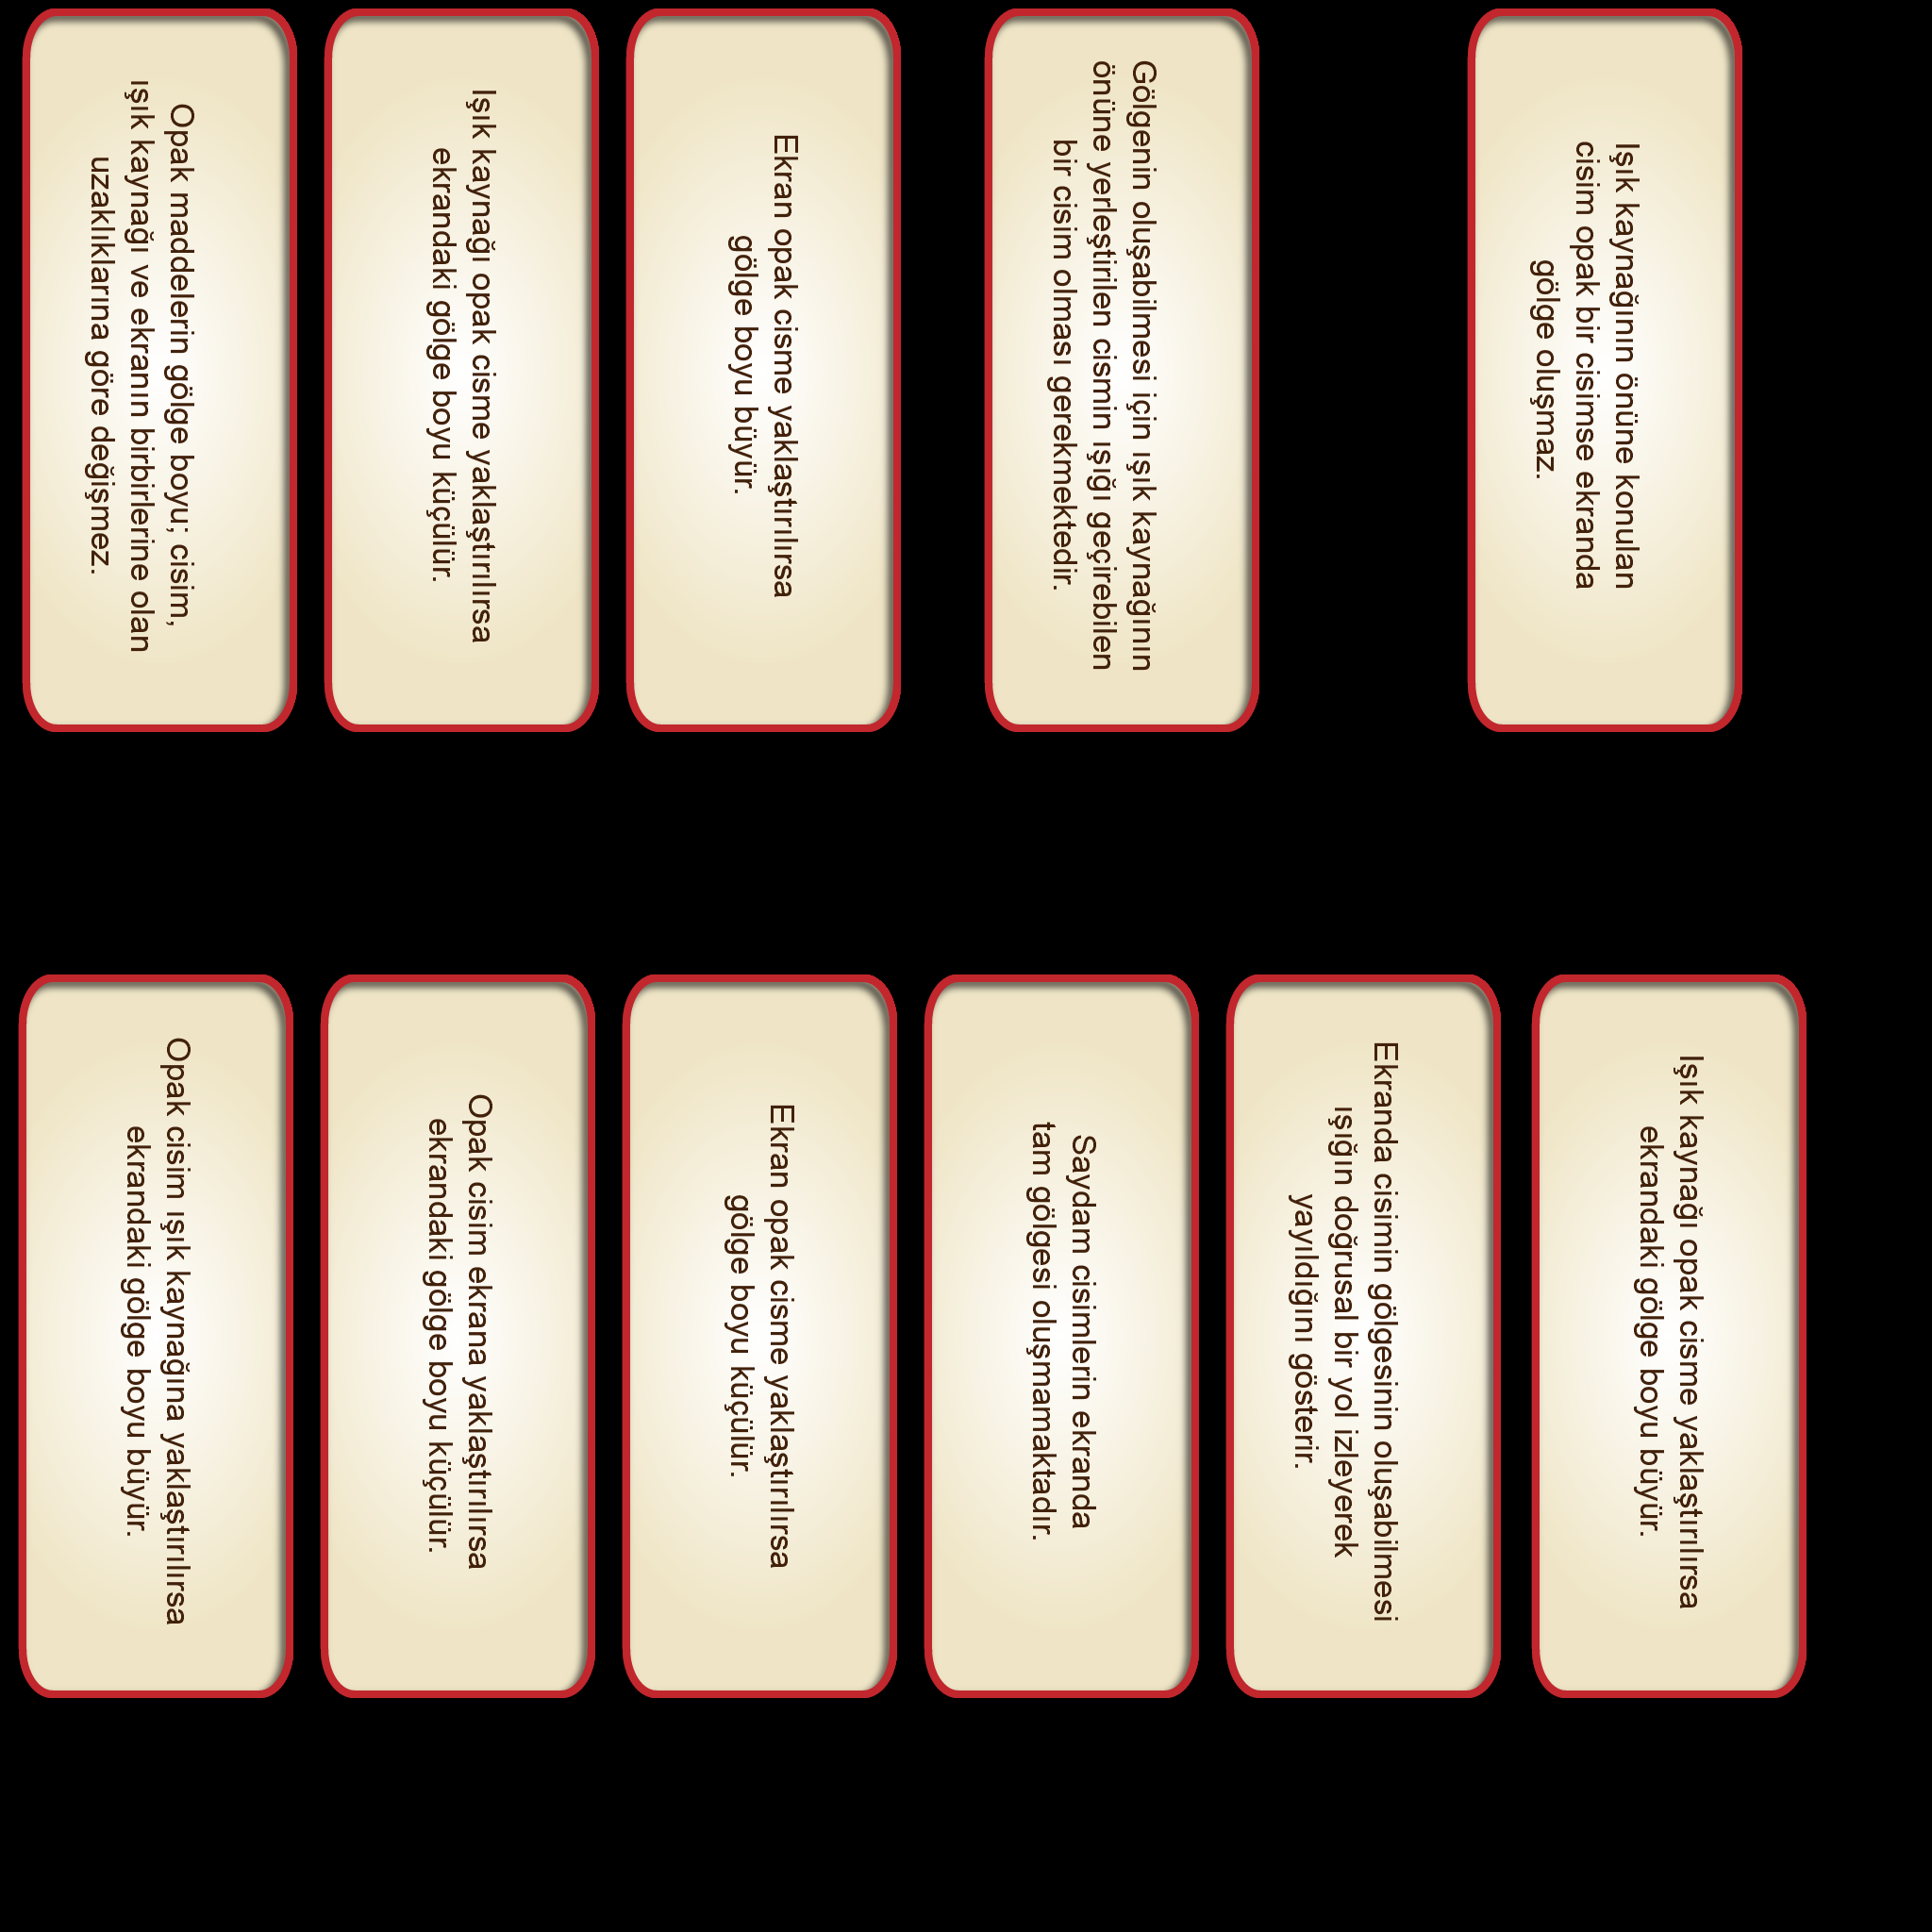 Opak maddelerin gölge boyu; cisim,
ışık kaynağı ve ekranın birbirlerine olan
uzaklıklarına göre değişmez.
Işık kaynağı opak cisme yaklaştırılırsa
ekrandaki gölge boyu küçülür.
Ekran opak cisme yaklaştırılırsa
gölge boyu büyür.
Gölgenin oluşabilmesi için ışık kaynağının
önüne yerleştirilen cismin ışığı geçirebilen
bir cisim olması gerekmektedir.
Işık kaynağının önüne konulan
cisim opak bir cisimse ekranda
gölge oluşmaz.
Opak cisim ışık kaynağına yaklaştırılırsa
ekrandaki gölge boyu büyür.
Opak cisim ekrana yaklaştırılırsa
ekrandaki gölge boyu küçülür.
Ekran opak cisme yaklaştırılırsa
gölge boyu küçülür.
Saydam cisimlerin ekranda
tam gölgesi oluşmamaktadır.
Ekranda cisimin gölgesinin oluşabilmesi
ışığın doğrusal bir yol izleyerek
yayıldığını gösterir.
Işık kaynağı opak cisme yaklaştırılırsa
ekrandaki gölge boyu büyür.